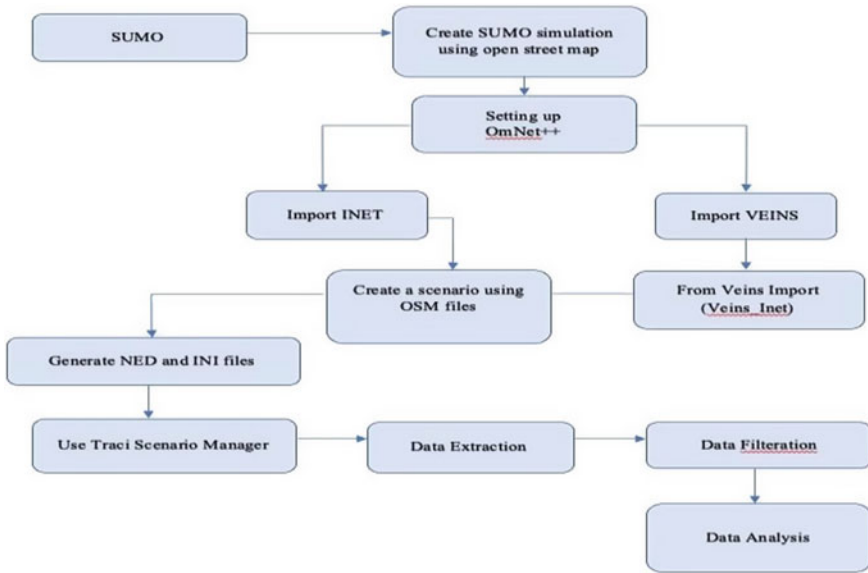 SUMO
Create SUMO simulation
using open street map
Setting up
OmNet++
Import INET
Import VEINS
Create a scenario using
OSM files
From Veins Import
(Veins_Inet)
Generate NED and INI files
Use Traci Scenario Manager
Data Extraction
Data Filteration
Data Analysis